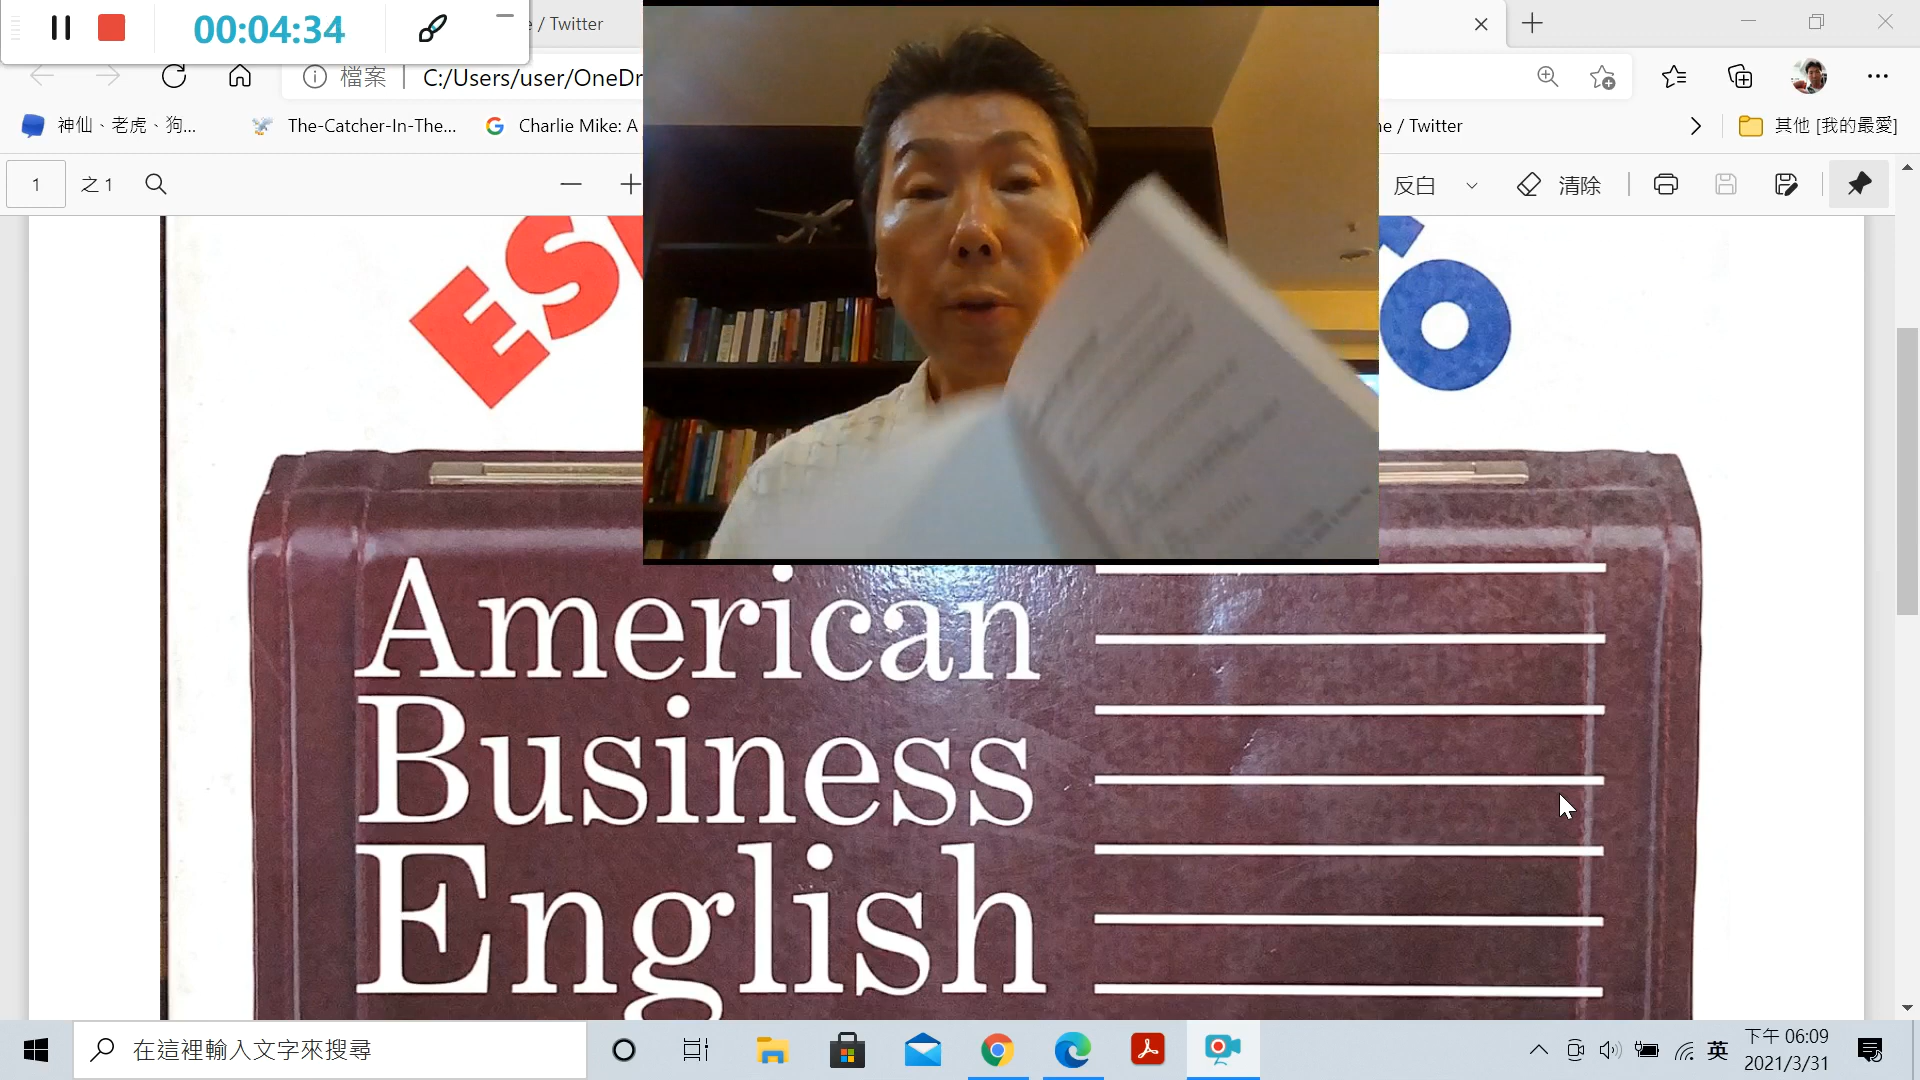 00:04:34
e / Twitter
檔案
C:/Users/user/OneDr
神仙、老虎、狗...
The-Catcher-In-The...
Charlie Mike: A
ne / Twitter
其他 [我的最愛]
1
之 1
反白
清除
ES
O
American
Business
English
在這裡輸入文字來搜尋
英
下午 06:09
2021/3/31